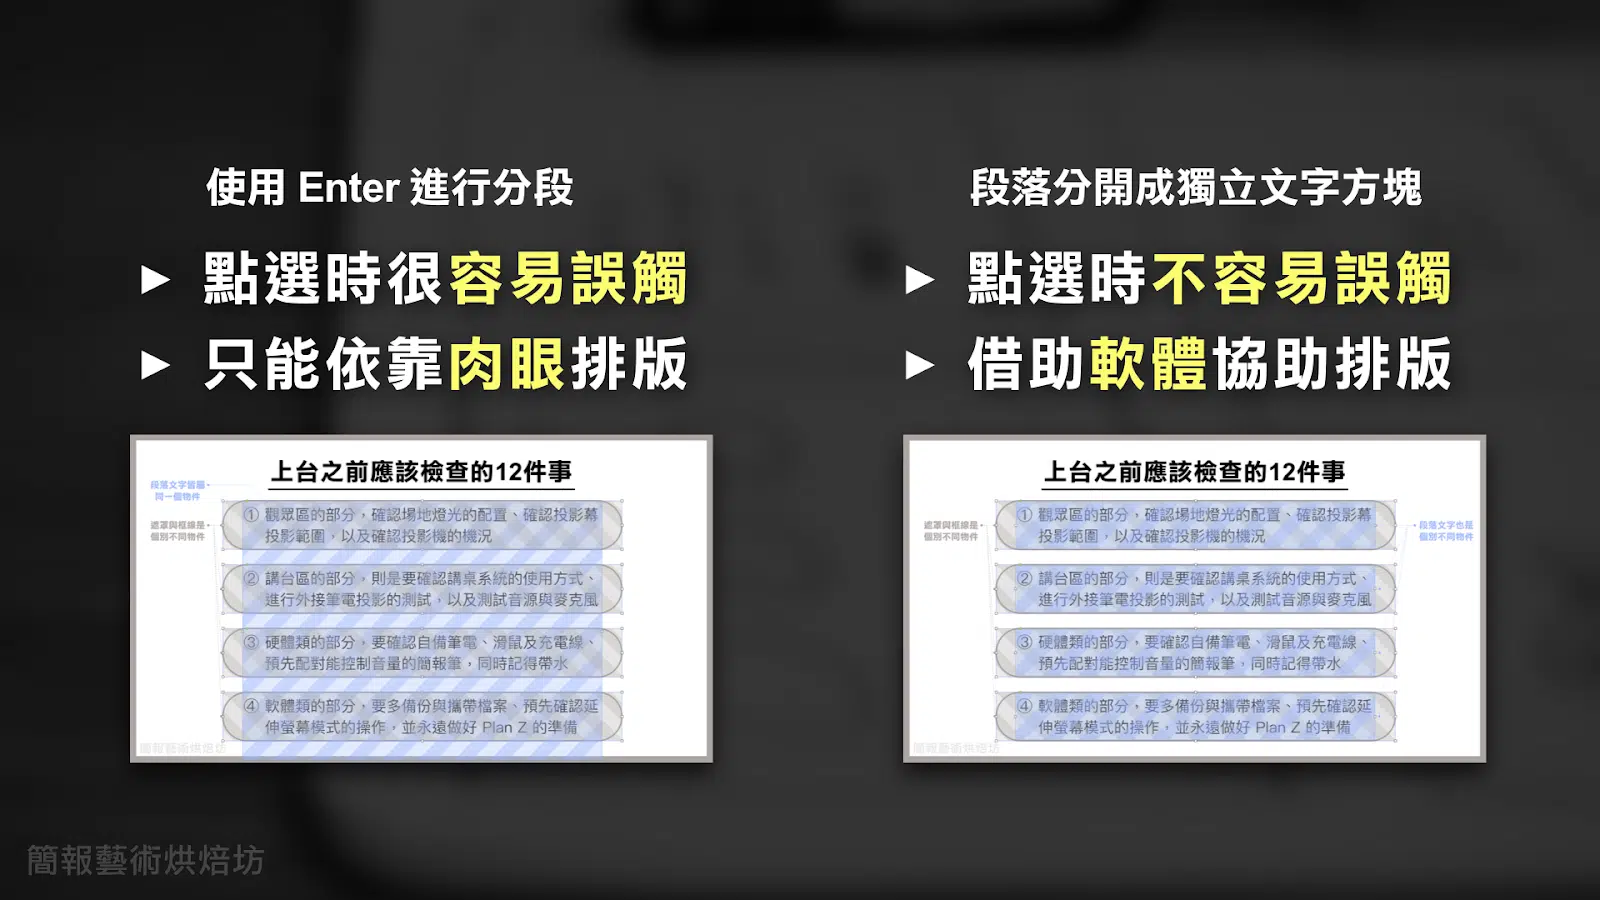 使用 Enter 進行分段
► 點選時很容易誤觸
► 只能依靠肉眼排版
上台之前應該檢查的12件事
段落文字皆屬
同一個物件
遮罩與框線是
個別不同物件
① 觀眾區的部分，確認場地燈光的配置、確認投影幕
投影範圍，以及確認投影機的機況
② 講台區的部分，則是要確認講桌系統的使用方式、
進行外接筆電投影的測試，以及測試音源與麥克風
③ 硬體類的部分，要確認自備筆電、滑鼠及充電線、
預先配對能控制音量的簡報筆，同時記得帶水
④ 軟體類的部分，要多備份與攜帶檔案、預先確認延
伸螢幕模式的操作，並永遠做好 Plan Z 的準備
簡報藝術烘焙坊
段落分開成獨立文字方塊
► 點選時不容易誤觸
► 借助軟體協助排版
上台之前應該檢查的12件事
遮罩與框線是
個別不同物件
段落文字也是
個別不同物件
① 觀眾區的部分，確認場地燈光的配置、確認投影幕
投影範圍，以及確認投影機的機況
② 講台區的部分，則是要確認講桌系統的使用方式、
進行外接筆電投影的測試，以及測試音源與麥克風
③ 硬體類的部分，要確認自備筆電、滑鼠及充電線、
預先配對能控制音量的簡報筆，同時記得帶水
④ 軟體類的部分，要多備份與攜帶檔案、預先確認延
伸螢幕模式的操作，並永遠做好 Plan Z 的準備
簡報藝術烘焙坊
簡報藝術烘焙坊